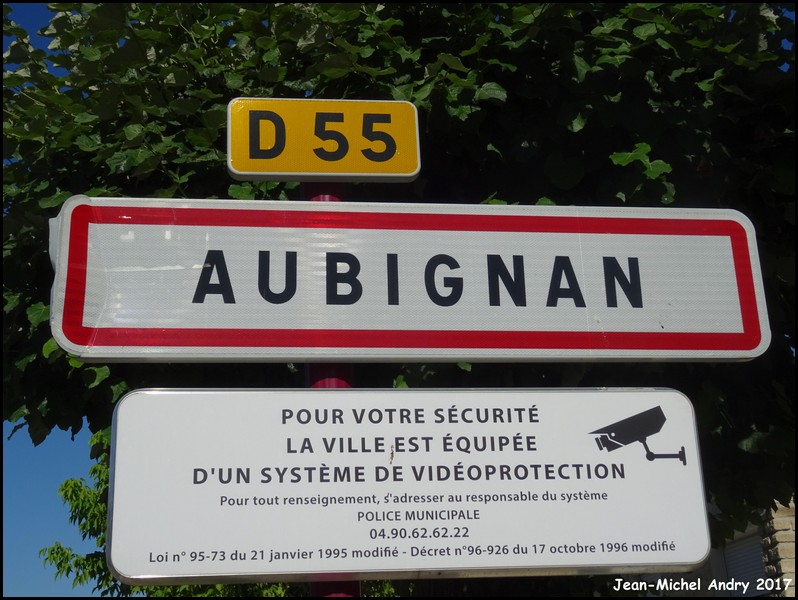 D 55
AUBIGNAN
POUR VOTRE SÉCURITÉ
LA VILLE EST ÉQUIPÉE
D'UN SYSTÈME DE VIDÉOPROTECTION
Pour tout renseignement, s'adresser au responsable du système
POLICE MUNICIPALE
04.90.62.62.22
Loi n° 95-73 du 21 janvier 1995 modifié - Décret n°96-926 du 17 octobre 1996 modifié
Jean-Michel Andry 2017